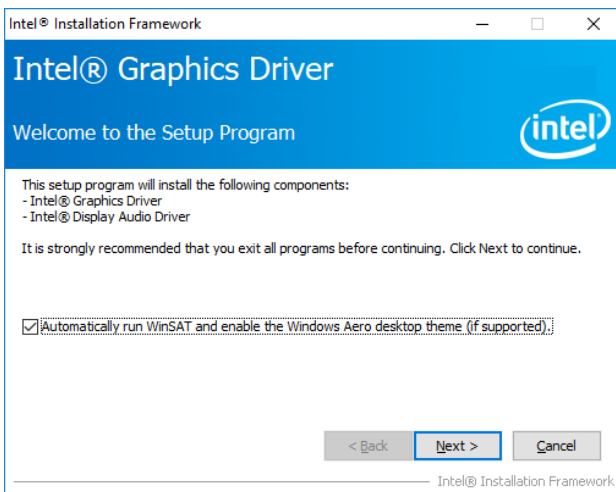 Intel® Installation Framework
Intel® Graphics Driver
Welcome to the Setup Program
intel
This setup program will install the following components:
- Intel® Graphics Driver
- Intel® Display Audio Driver
It is strongly recommended that you exit all programs before continuing. Click Next to continue.
Automatically run WinSAT and enable the Windows Aero desktop theme (if supported).
< Back
Next >
Cancel
Intel® Installation Framework